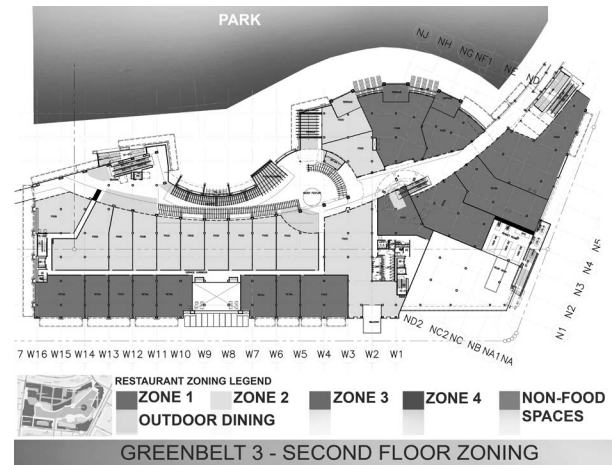 PARK
NJ
NH
NG NF1
NE
ND
N5
N4
N3
N2
N1
7 W16 W15 W14 W13 W12 W11 W10 W9 W8 W7 W6 W5 W4 W3 W2 W1
ND2 NC2 NC NB NA1 NA
RESTAURANT ZONING LEGEND
ZONE 1 ZONE 2 ZONE 3 ZONE 4 NON-FOOD
OUTDOOR DINING SPACES
GREENBELT 3 - SECOND FLOOR ZONING